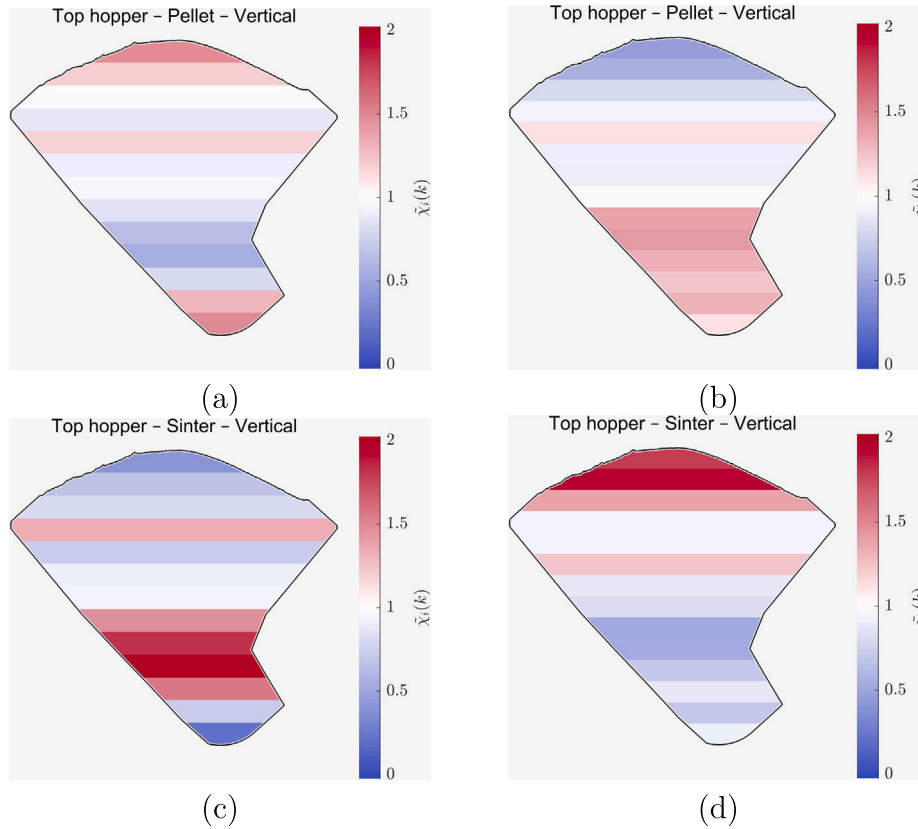 Top hopper – Pellet – Vertical
2
1.5
1
0.5
0
χ̃ᵢ(k)
(a)
Top hopper – Pellet – Vertical
2
1.5
1
0.5
0
(b)
Top hopper – Sinter – Vertical
2
1.5
1
0.5
0
χ̃ᵢ(k)
(c)
Top hopper – Sinter – Vertical
2
1.5
1
0.5
0
(d)